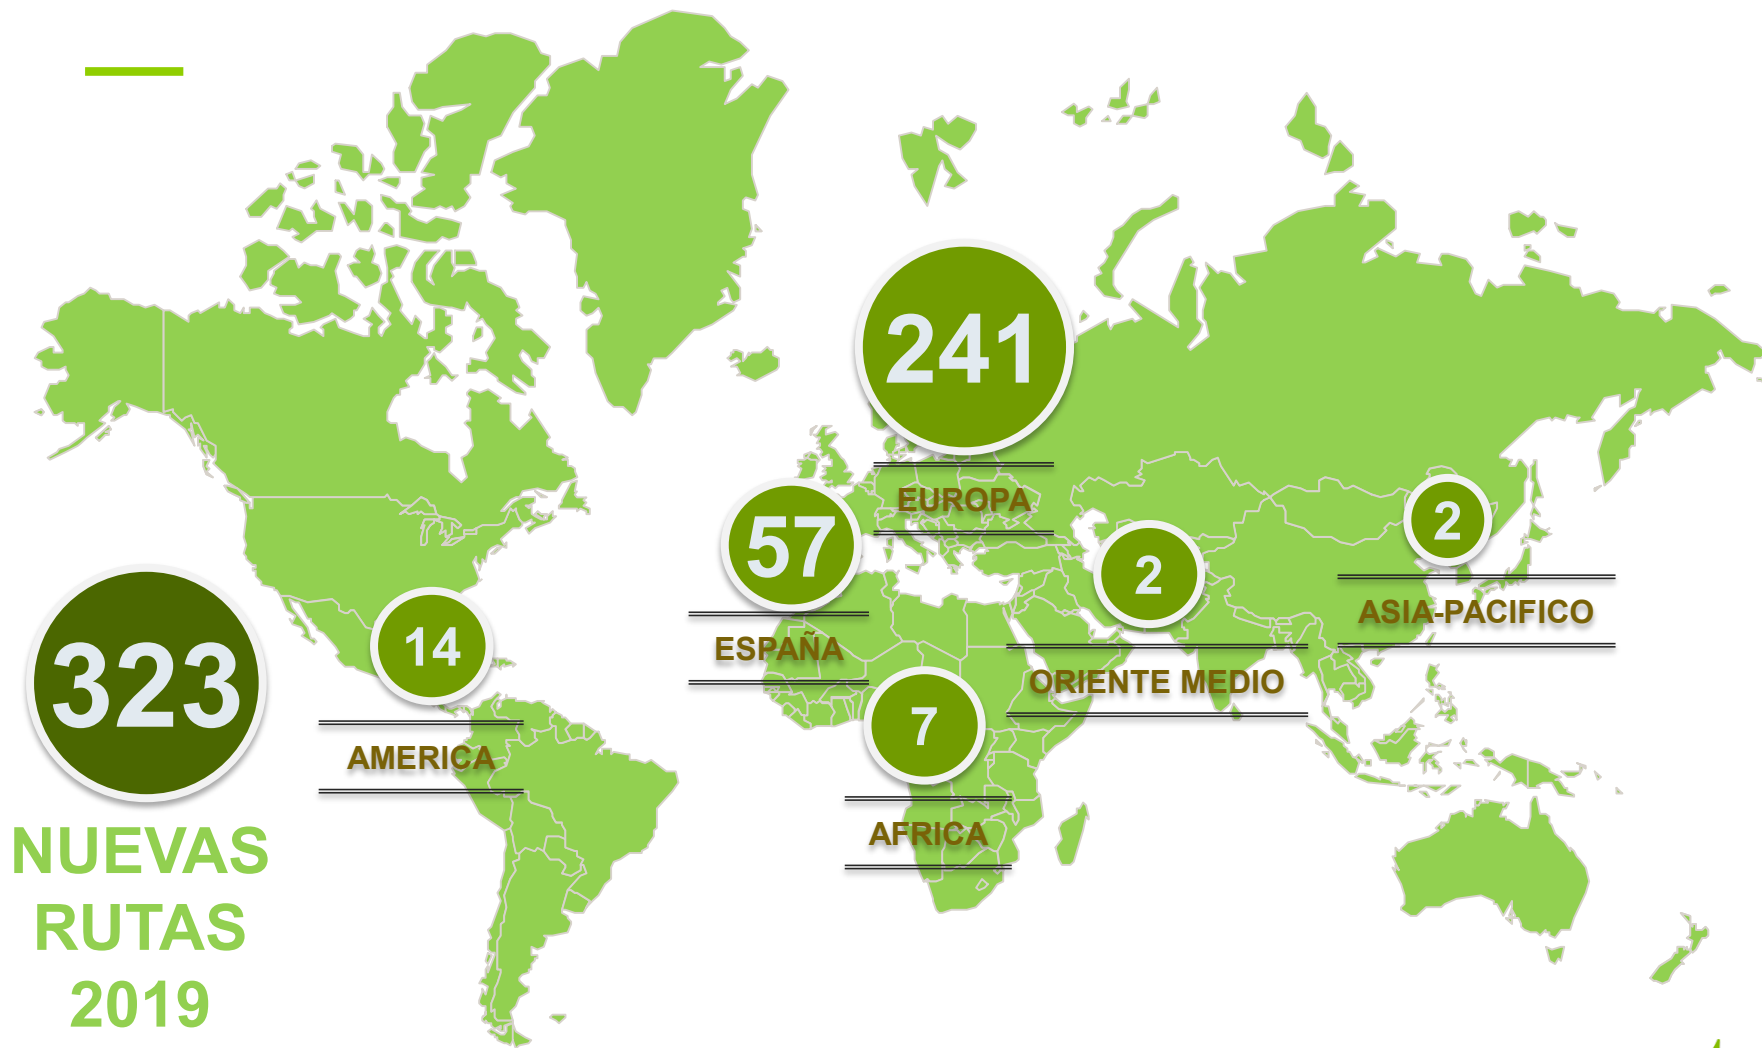 241
EUROPA
57
ESPAÑA
2
ORIENTE MEDIO
2
ASIA-PACIFICO
14
AMERICA
7
AFRICA
323
NUEVAS
RUTAS
2019